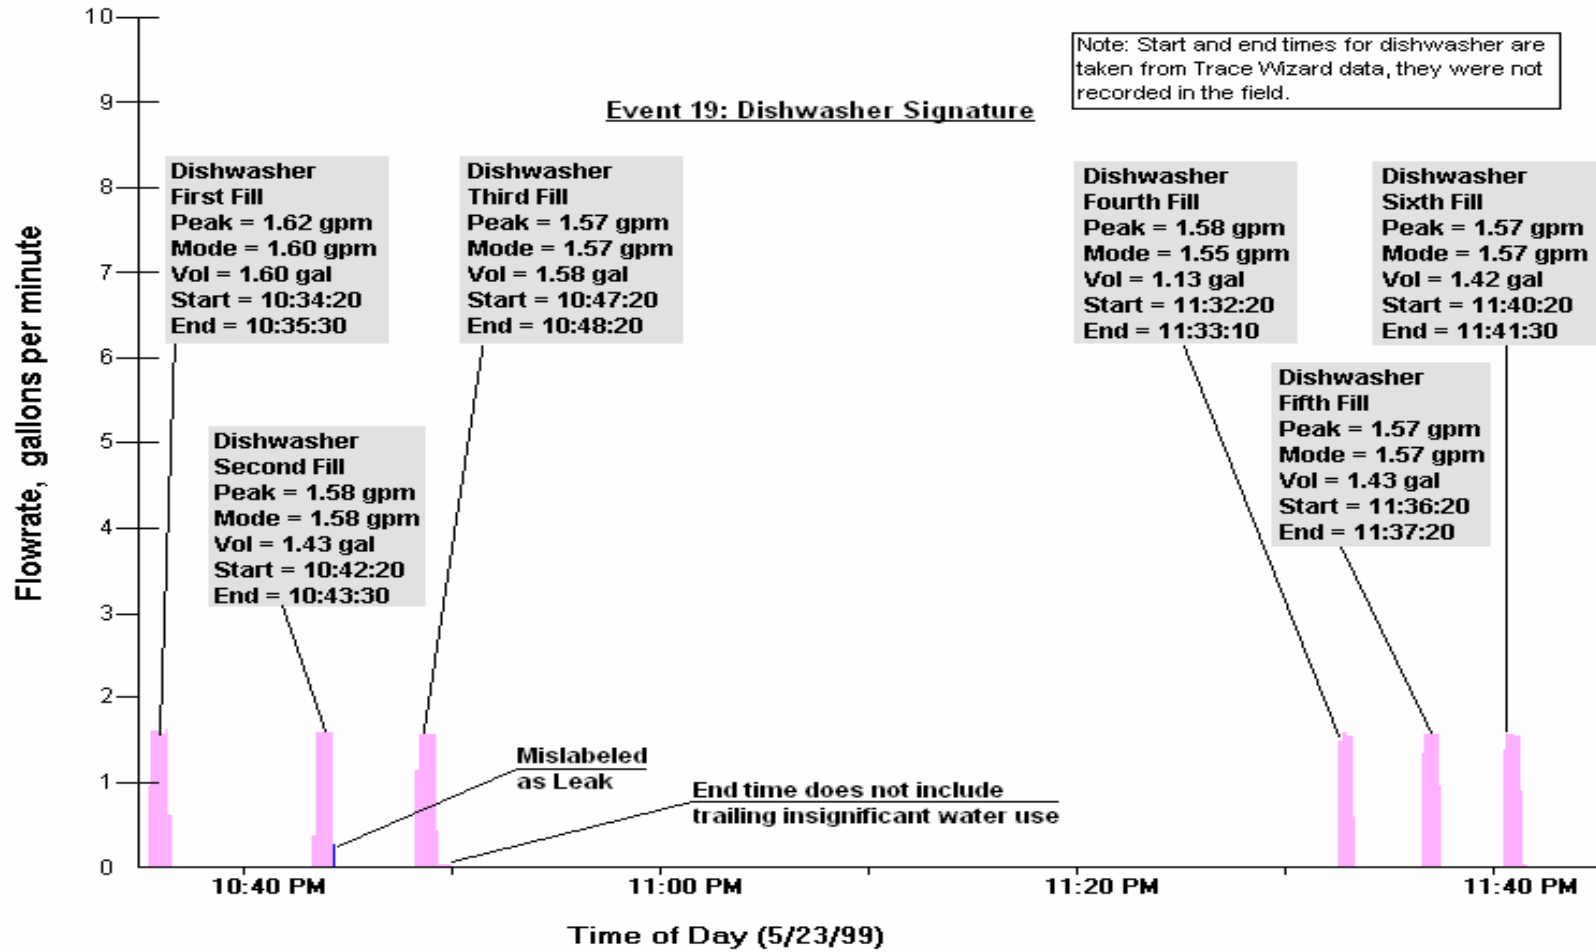 Flowrate, gallons per minute
10
9
8
7
6
5
4
3
2
1
0
Event 19: Dishwasher Signature
Note: Start and end times for dishwasher are
taken from Trace Wizard data, they were not
recorded in the field.
Dishwasher
First Fill
Peak = 1.62 gpm
Mode = 1.60 gpm
Vol = 1.60 gal
Start = 10:34:20
End = 10:35:30
Dishwasher
Second Fill
Peak = 1.58 gpm
Mode = 1.58 gpm
Vol = 1.43 gal
Start = 10:42:20
End = 10:43:30
Dishwasher
Third Fill
Peak = 1.57 gpm
Mode = 1.57 gpm
Vol = 1.58 gal
Start = 10:47:20
End = 10:48:20
Mislabeled
as Leak
End time does not include
trailing insignificant water use
Dishwasher
Fourth Fill
Peak = 1.58 gpm
Mode = 1.55 gpm
Vol = 1.13 gal
Start = 11:32:20
End = 11:33:10
Dishwasher
Fifth Fill
Peak = 1.57 gpm
Mode = 1.57 gpm
Vol = 1.43 gal
Start = 11:36:20
End = 11:37:20
Dishwasher
Sixth Fill
Peak = 1.57 gpm
Mode = 1.57 gpm
Vol = 1.42 gal
Start = 11:40:20
End = 11:41:30
10:40 PM
11:00 PM
11:20 PM
11:40 PM
Time of Day (5/23/99)